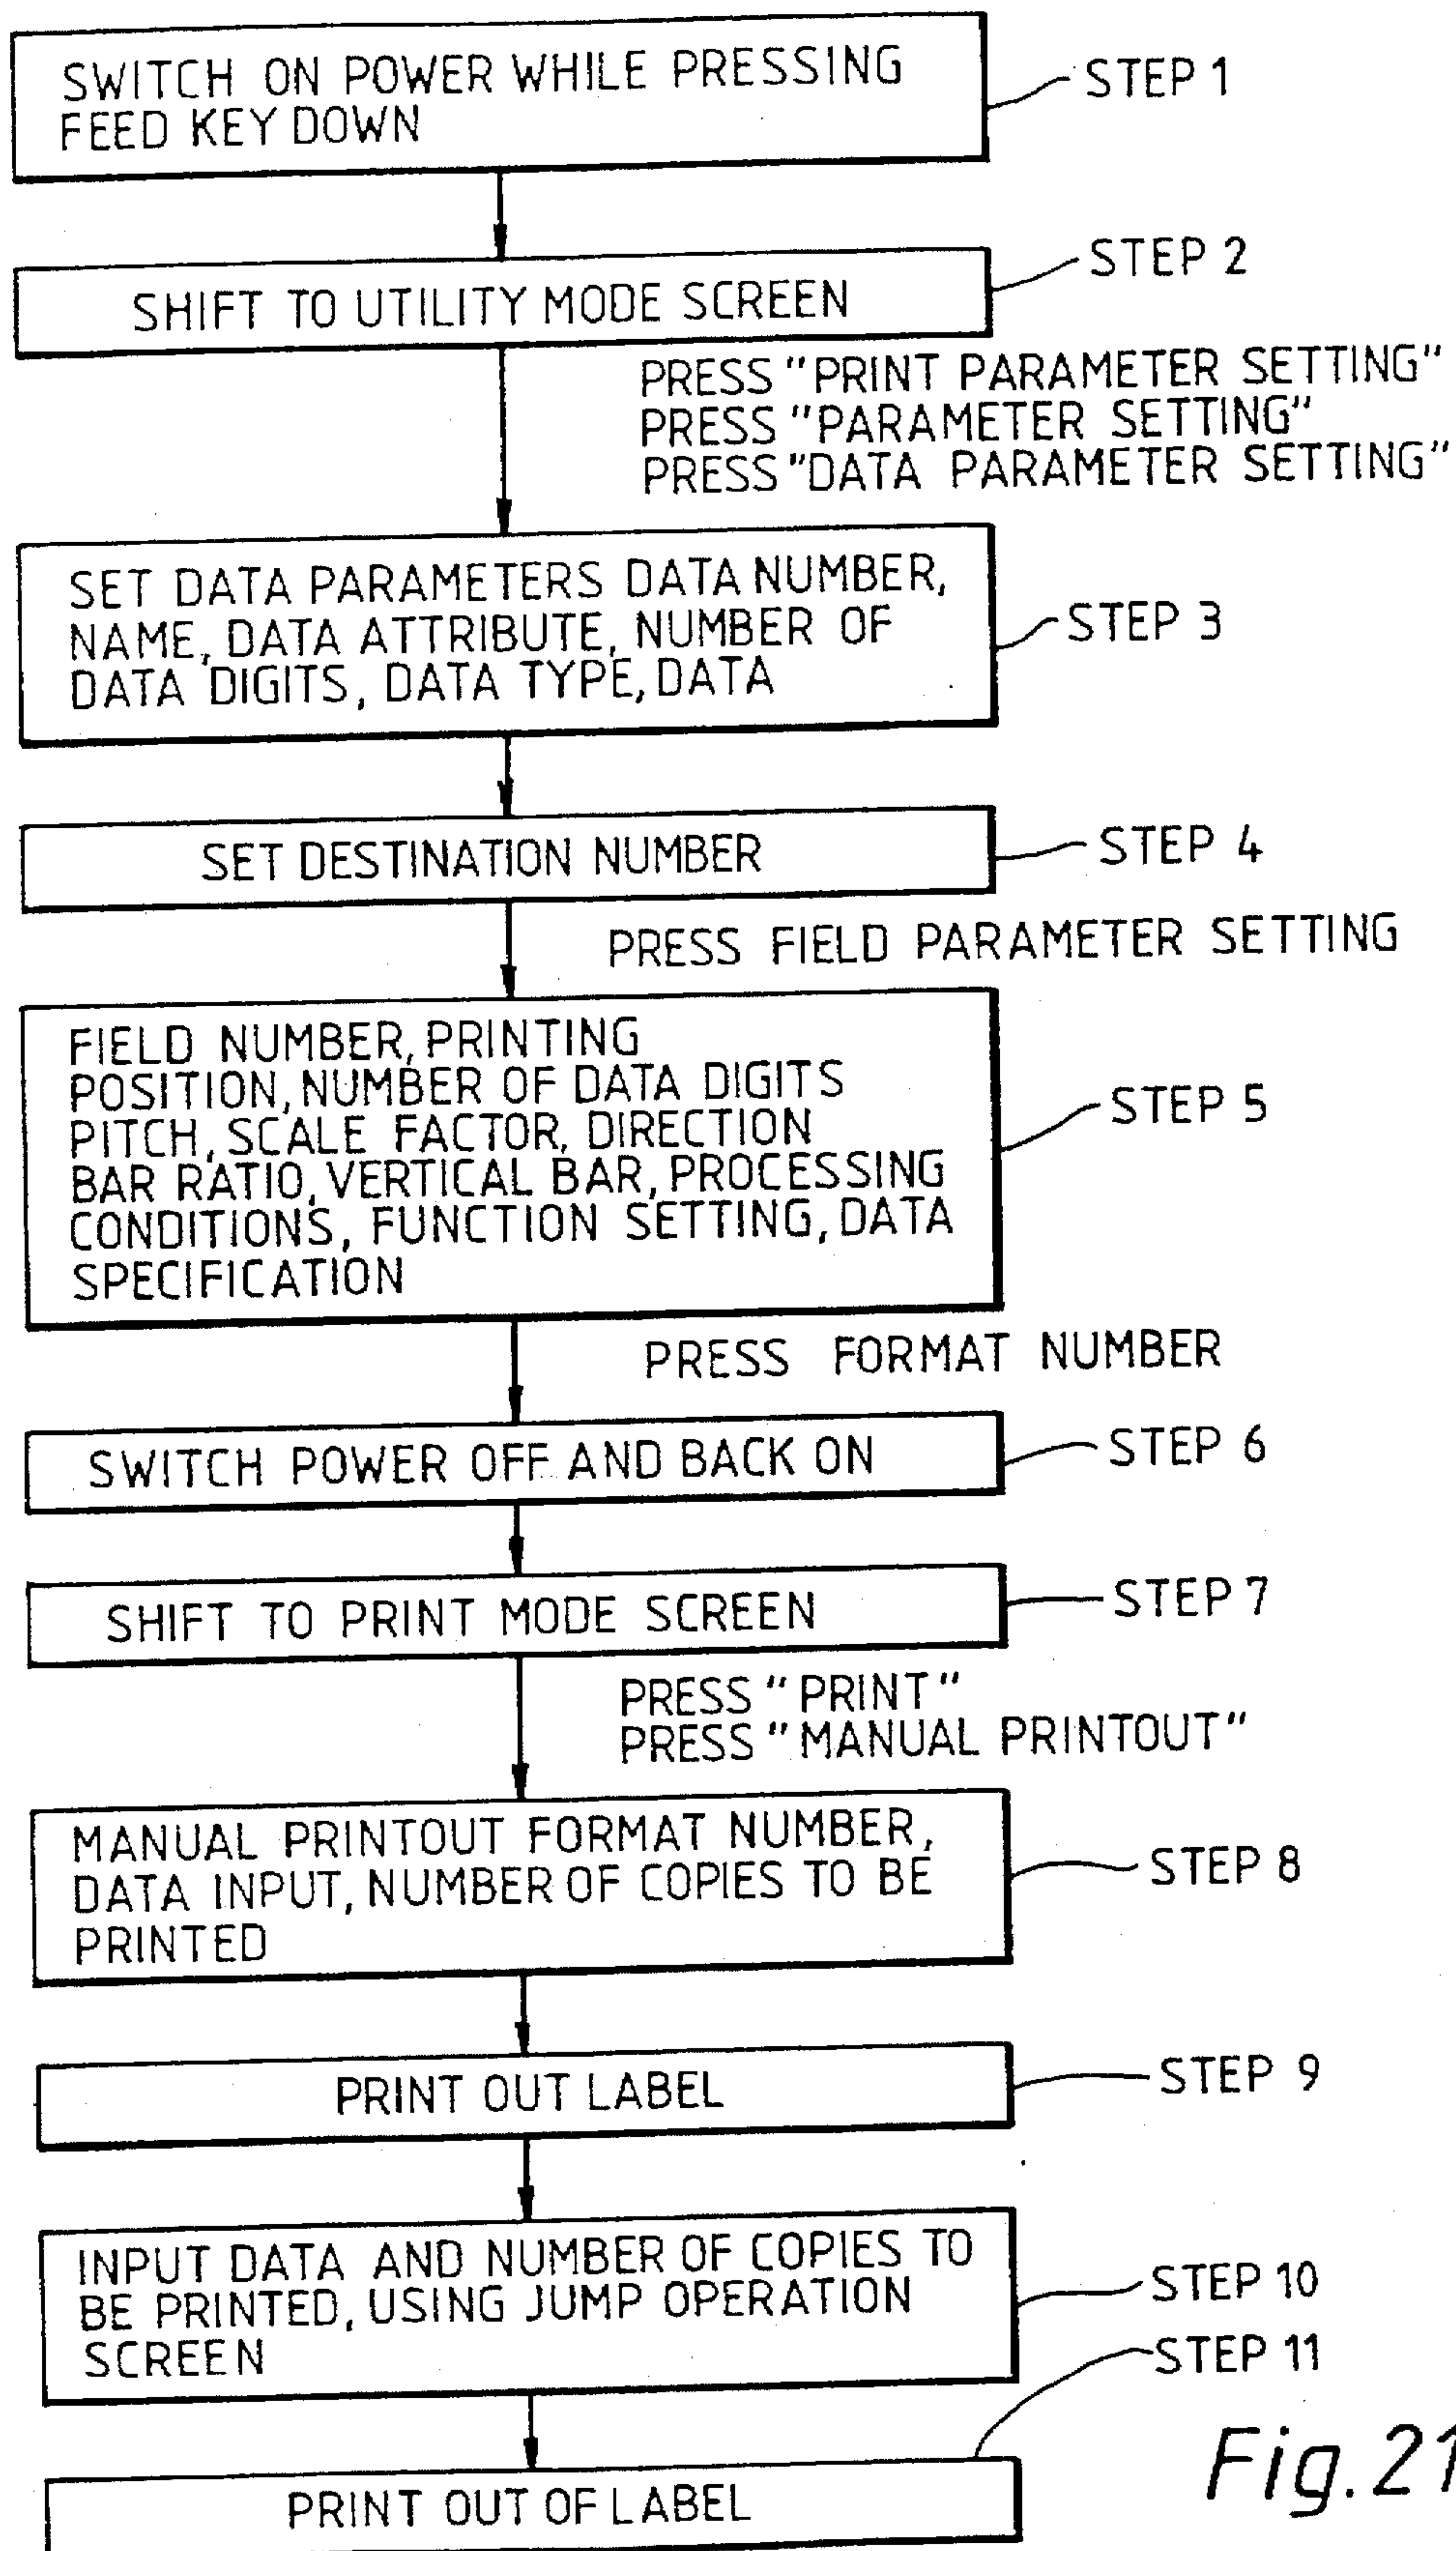 SWITCH ON POWER WHILE PRESSING
FEED KEY DOWN
STEP 1
SHIFT TO UTILITY MODE SCREEN
STEP 2
PRESS "PRINT PARAMETER SETTING"
PRESS "PARAMETER SETTING"
PRESS "DATA PARAMETER SETTING"
SET DATA PARAMETERS DATA NUMBER,
NAME, DATA ATTRIBUTE, NUMBER OF
DATA DIGITS, DATA TYPE, DATA
STEP 3
SET DESTINATION NUMBER
STEP 4
PRESS FIELD PARAMETER SETTING
FIELD NUMBER, PRINTING
POSITION, NUMBER OF DATA DIGITS
PITCH, SCALE FACTOR, DIRECTION
BAR RATIO, VERTICAL BAR, PROCESSING
CONDITIONS, FUNCTION SETTING, DATA
SPECIFICATION
STEP 5
PRESS FORMAT NUMBER
SWITCH POWER OFF AND BACK ON
STEP 6
SHIFT TO PRINT MODE SCREEN
STEP 7
PRESS "PRINT"
PRESS "MANUAL PRINTOUT"
MANUAL PRINTOUT FORMAT NUMBER,
DATA INPUT, NUMBER OF COPIES TO BE
PRINTED
STEP 8
PRINT OUT LABEL
STEP 9
INPUT DATA AND NUMBER OF COPIES TO
BE PRINTED, USING JUMP OPERATION
SCREEN
STEP 10
STEP 11
PRINT OUT OF LABEL
Fig. 21